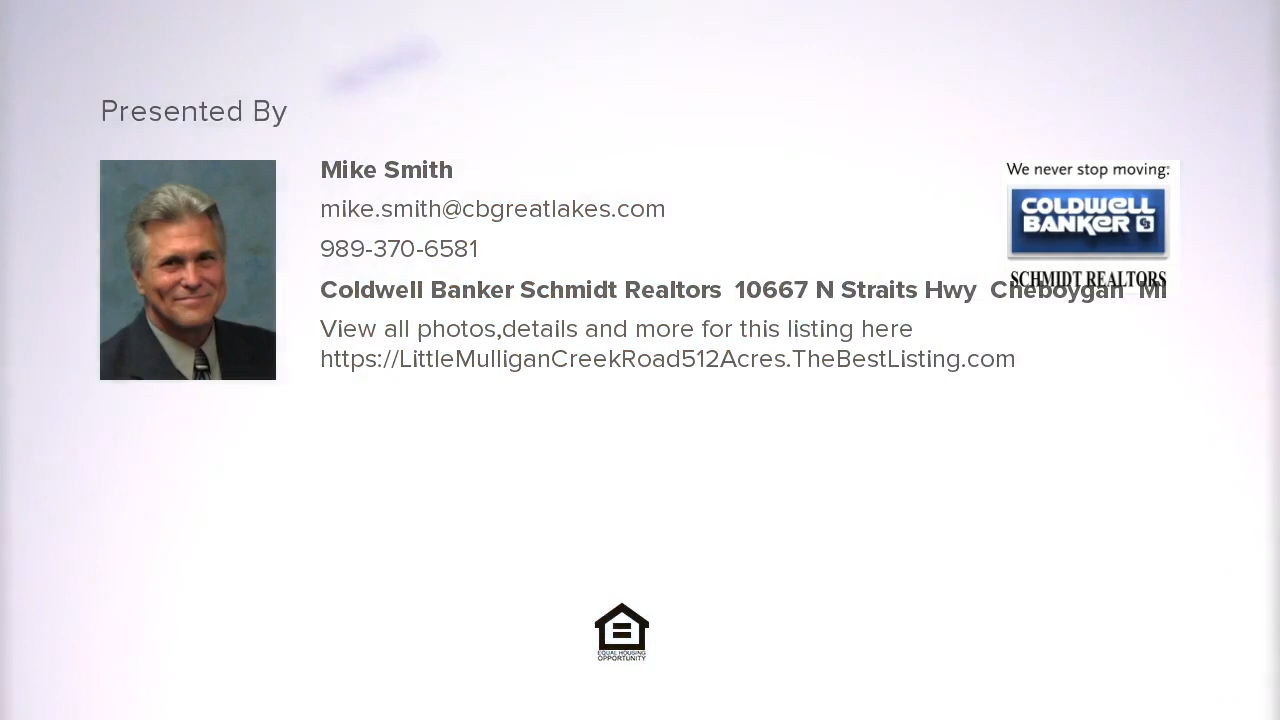 Presented By
Mike Smith
mike.smith@cbgreatlakes.com
989-370-6581
Coldwell Banker Schmidt Realtors  10667 N Straits Hwy  Cheboygan  MI
View all photos,details and more for this listing here
https://LittleMulliganCreekRoad512Acres.TheBestListing.com
We never stop moving.
COLDWELL
BANKER CB
SCHMIDT REALTORS
EQUAL HOUSING
OPPORTUNITY